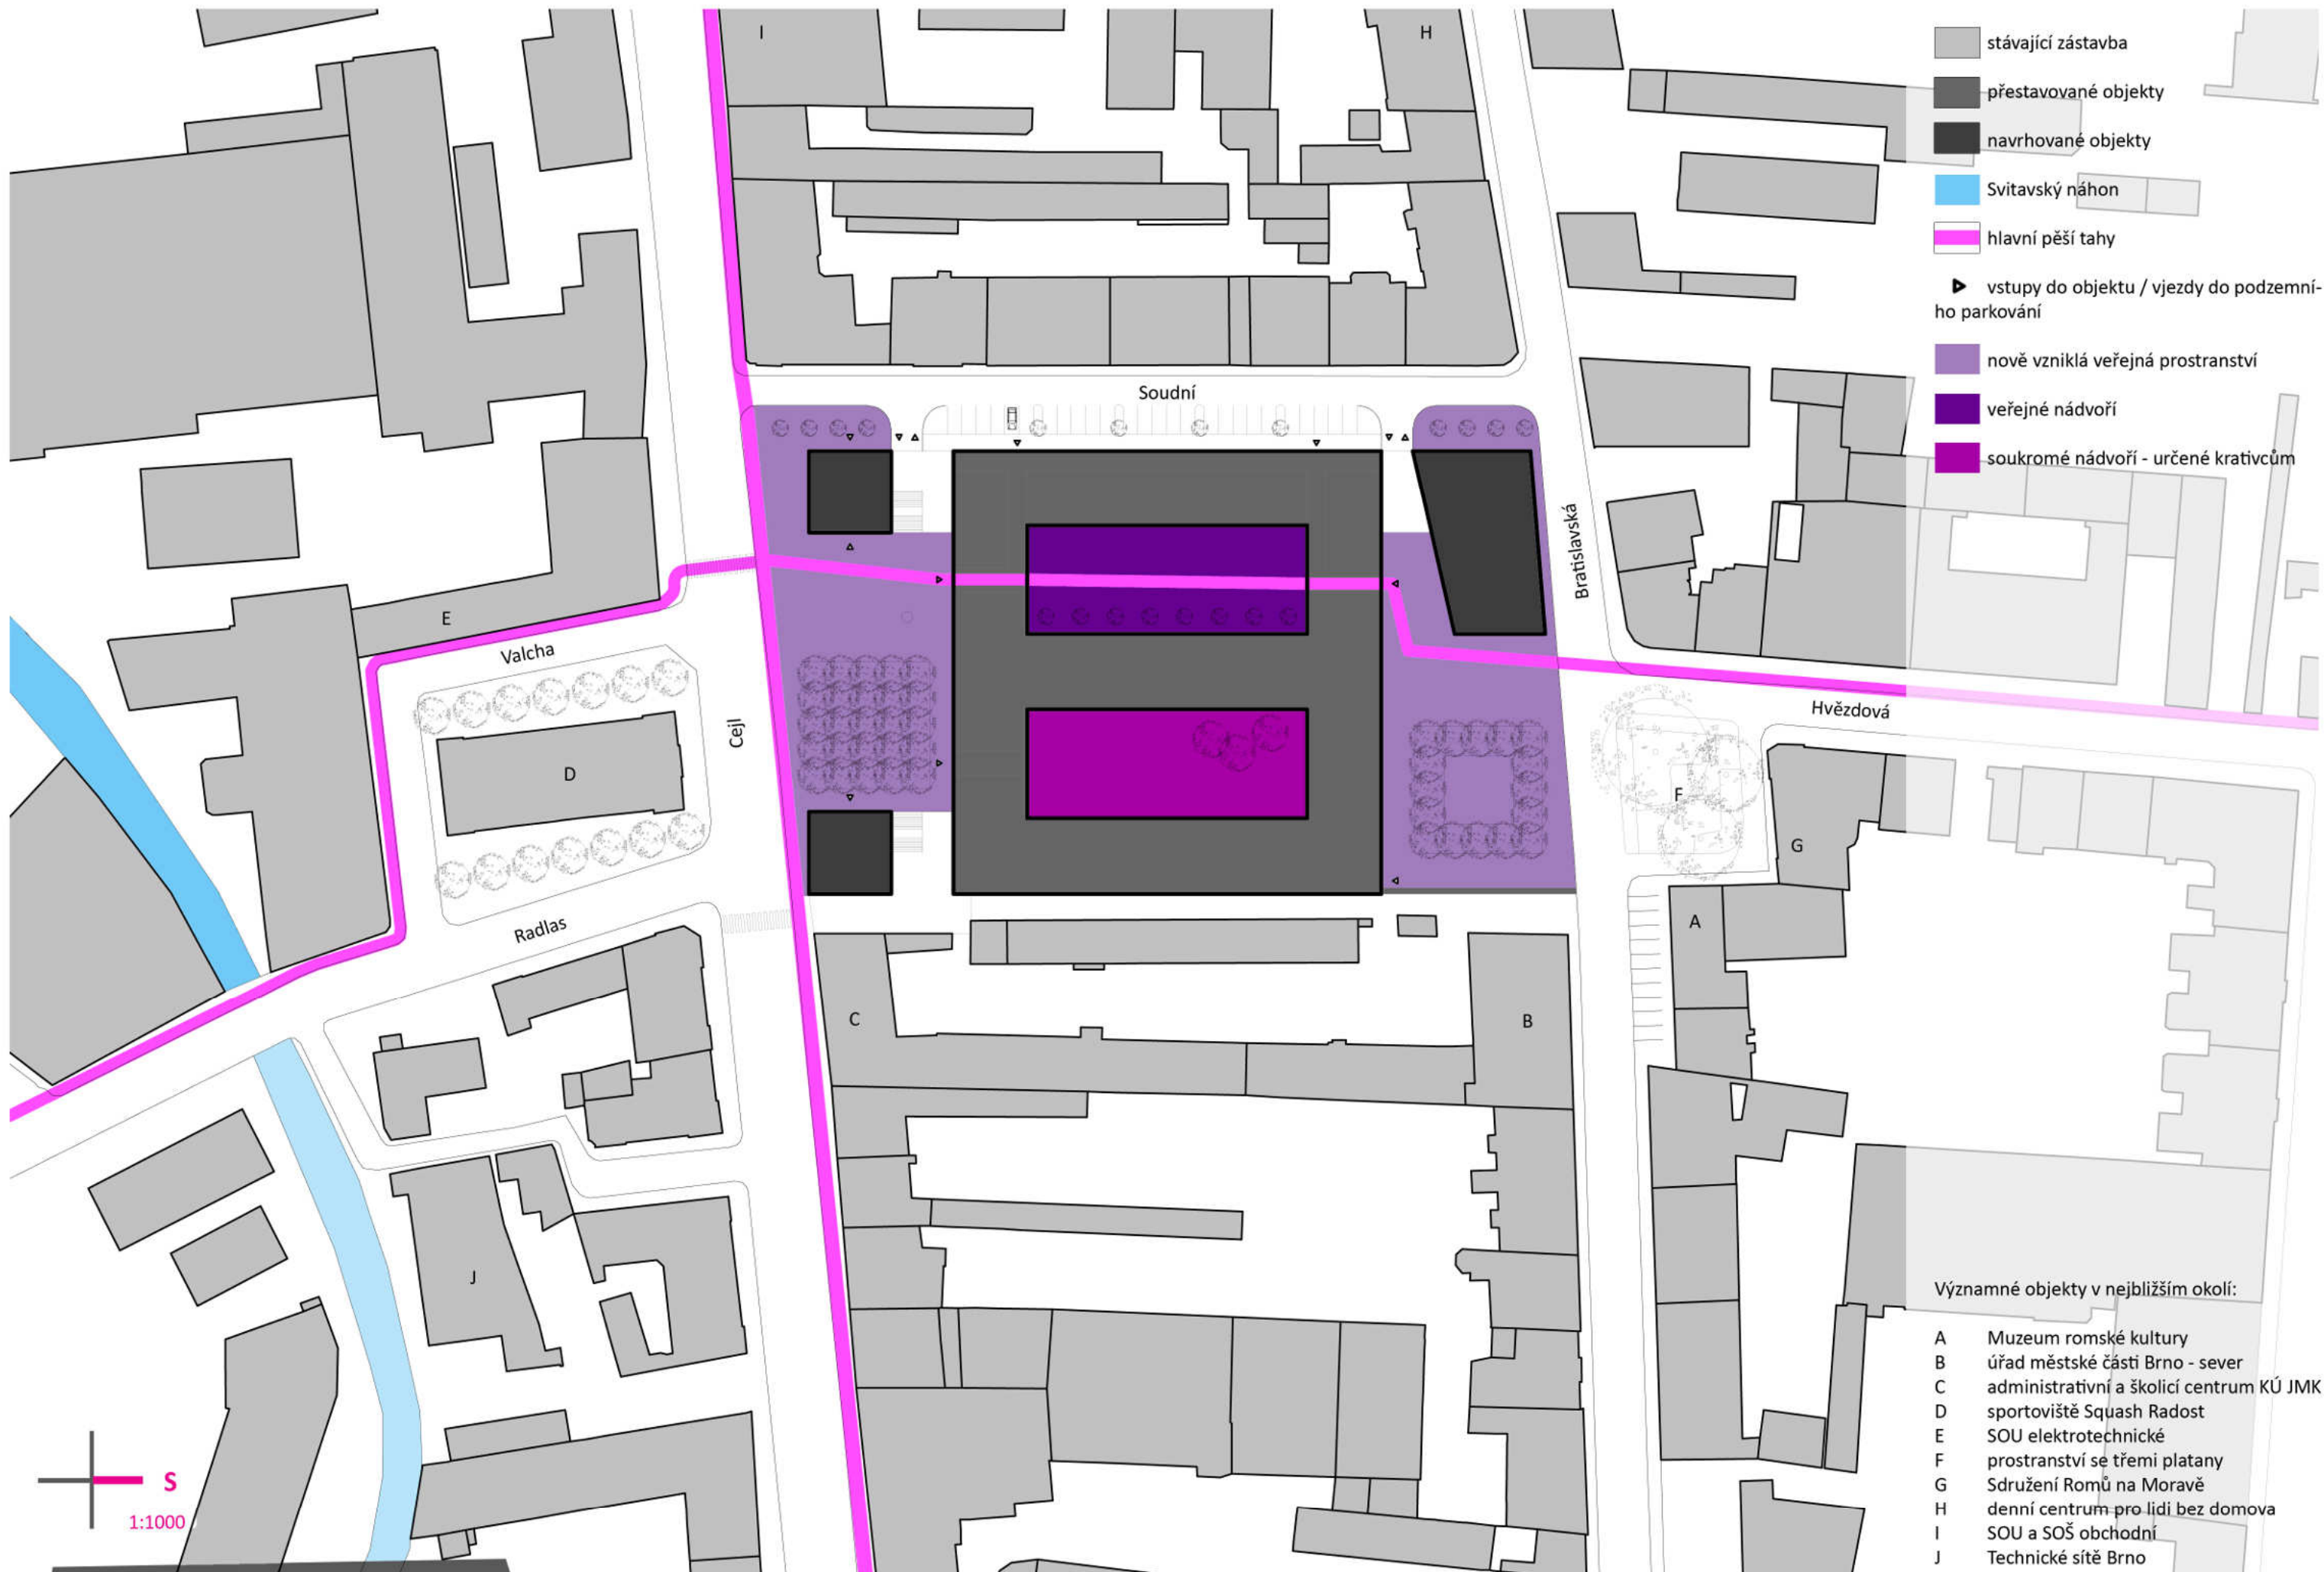 I
H
stávající zástavba
přestavované objekty
navrhované objekty
Svitavský náhon
hlavní pěší tahy
vstupy do objektu / vjezdy do podzemní-
ho parkování
nově vzniklá veřejná prostranství
veřejné nádvoří
soukromé nádvoří - určené krativcům
Soudní
Bratislavská
E
Valcha
Cejl
D
Hvězdová
F
G
Radlas
A
C
B
J
S
1:1000
Významné objekty v nejbližším okolí:
A Muzeum romské kultury
B úřad městské části Brno - sever
C administrativní a školicí centrum KÚ JMK
D sportoviště Squash Radost
E SOU elektrotechnické
F prostranství se třemi platany
G Sdružení Romů na Moravě
H denní centrum pro lidi bez domova
I SOU a SOŠ obchodní
J Technické sítě Brno